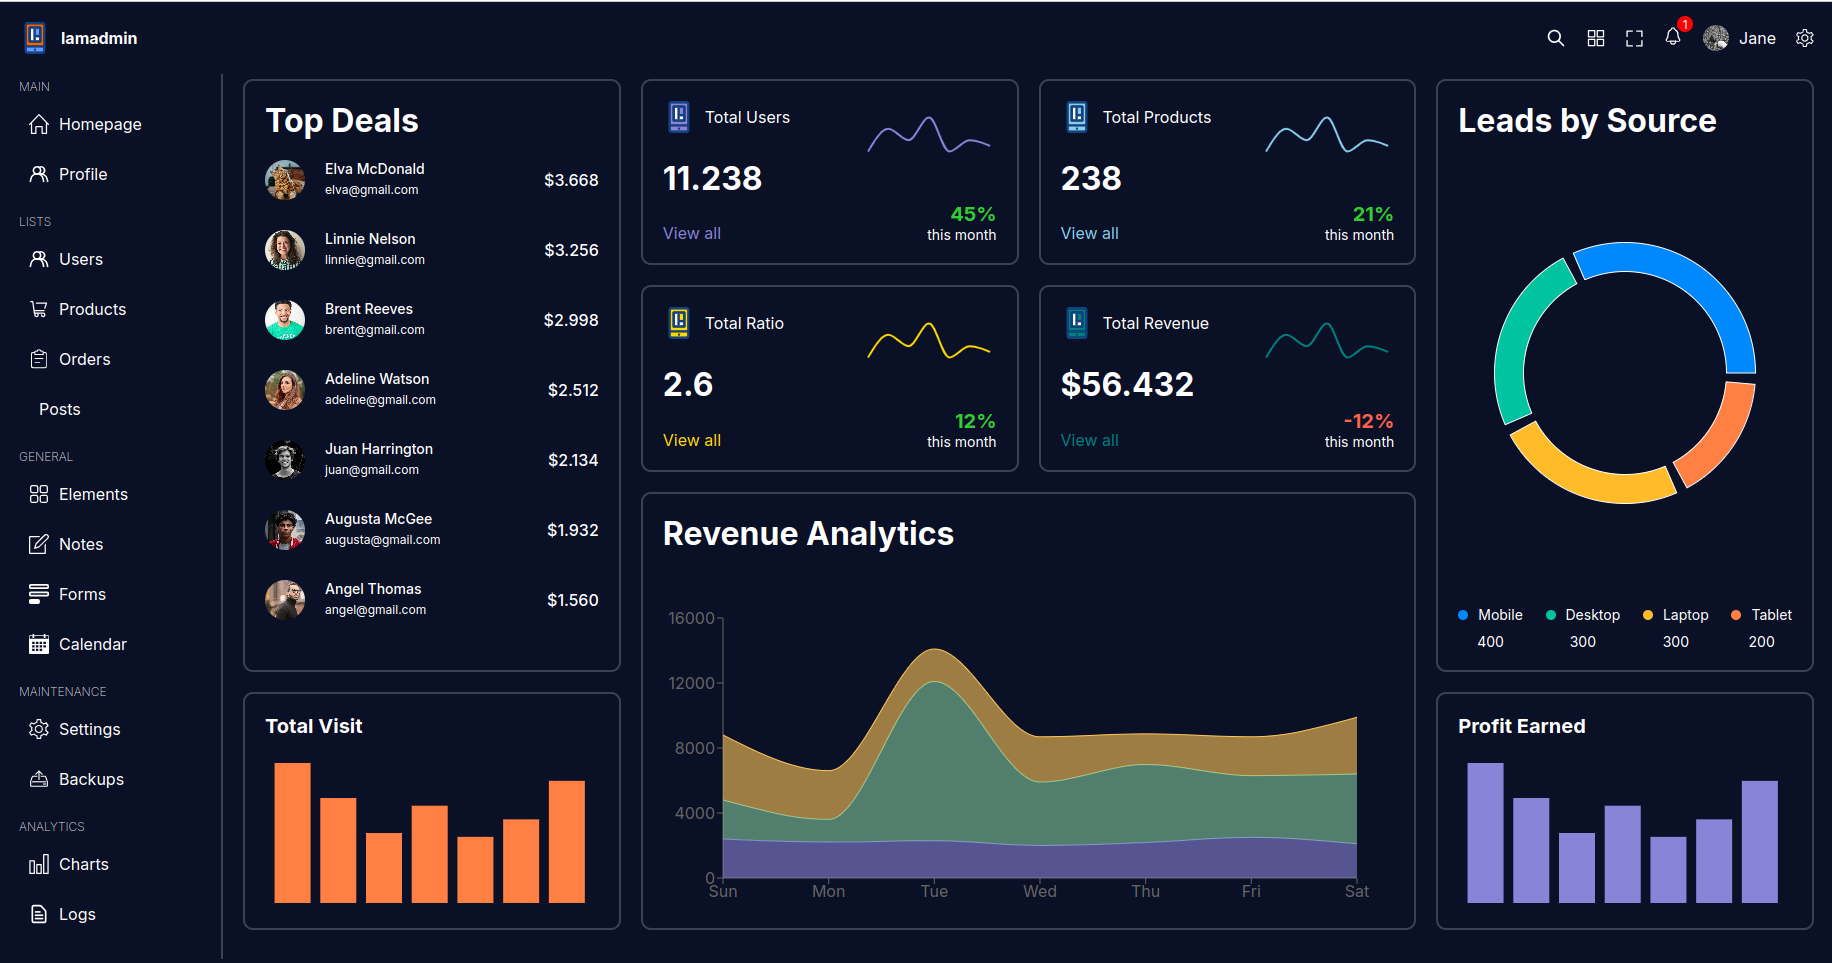 lamadmin
1
Jane
MAIN
Homepage
Profile
LISTS
Users
Products
Orders
Posts
GENERAL
Elements
Notes
Forms
Calendar
MAINTENANCE
Settings
Backups
ANALYTICS
Charts
Logs
Top Deals
Elva McDonald
elva@gmail.com
$3.668
Linnie Nelson
linnie@gmail.com
$3.256
Brent Reeves
brent@gmail.com
$2.998
Adeline Watson
adeline@gmail.com
$2.512
Juan Harrington
juan@gmail.com
$2.134
Augusta McGee
augusta@gmail.com
$1.932
Angel Thomas
angel@gmail.com
$1.560
Total Users
11.238
View all
45%
this month
Total Products
238
View all
21%
this month
Leads by Source
Mobile
400
Desktop
300
Laptop
300
Tablet
200
Total Ratio
2.6
View all
12%
this month
Total Revenue
$56.432
View all
-12%
this month
Total Visit
Revenue Analytics
16000
12000
8000
4000
0
Sun Mon Tue Wed Thu Fri Sat
Profit Earned